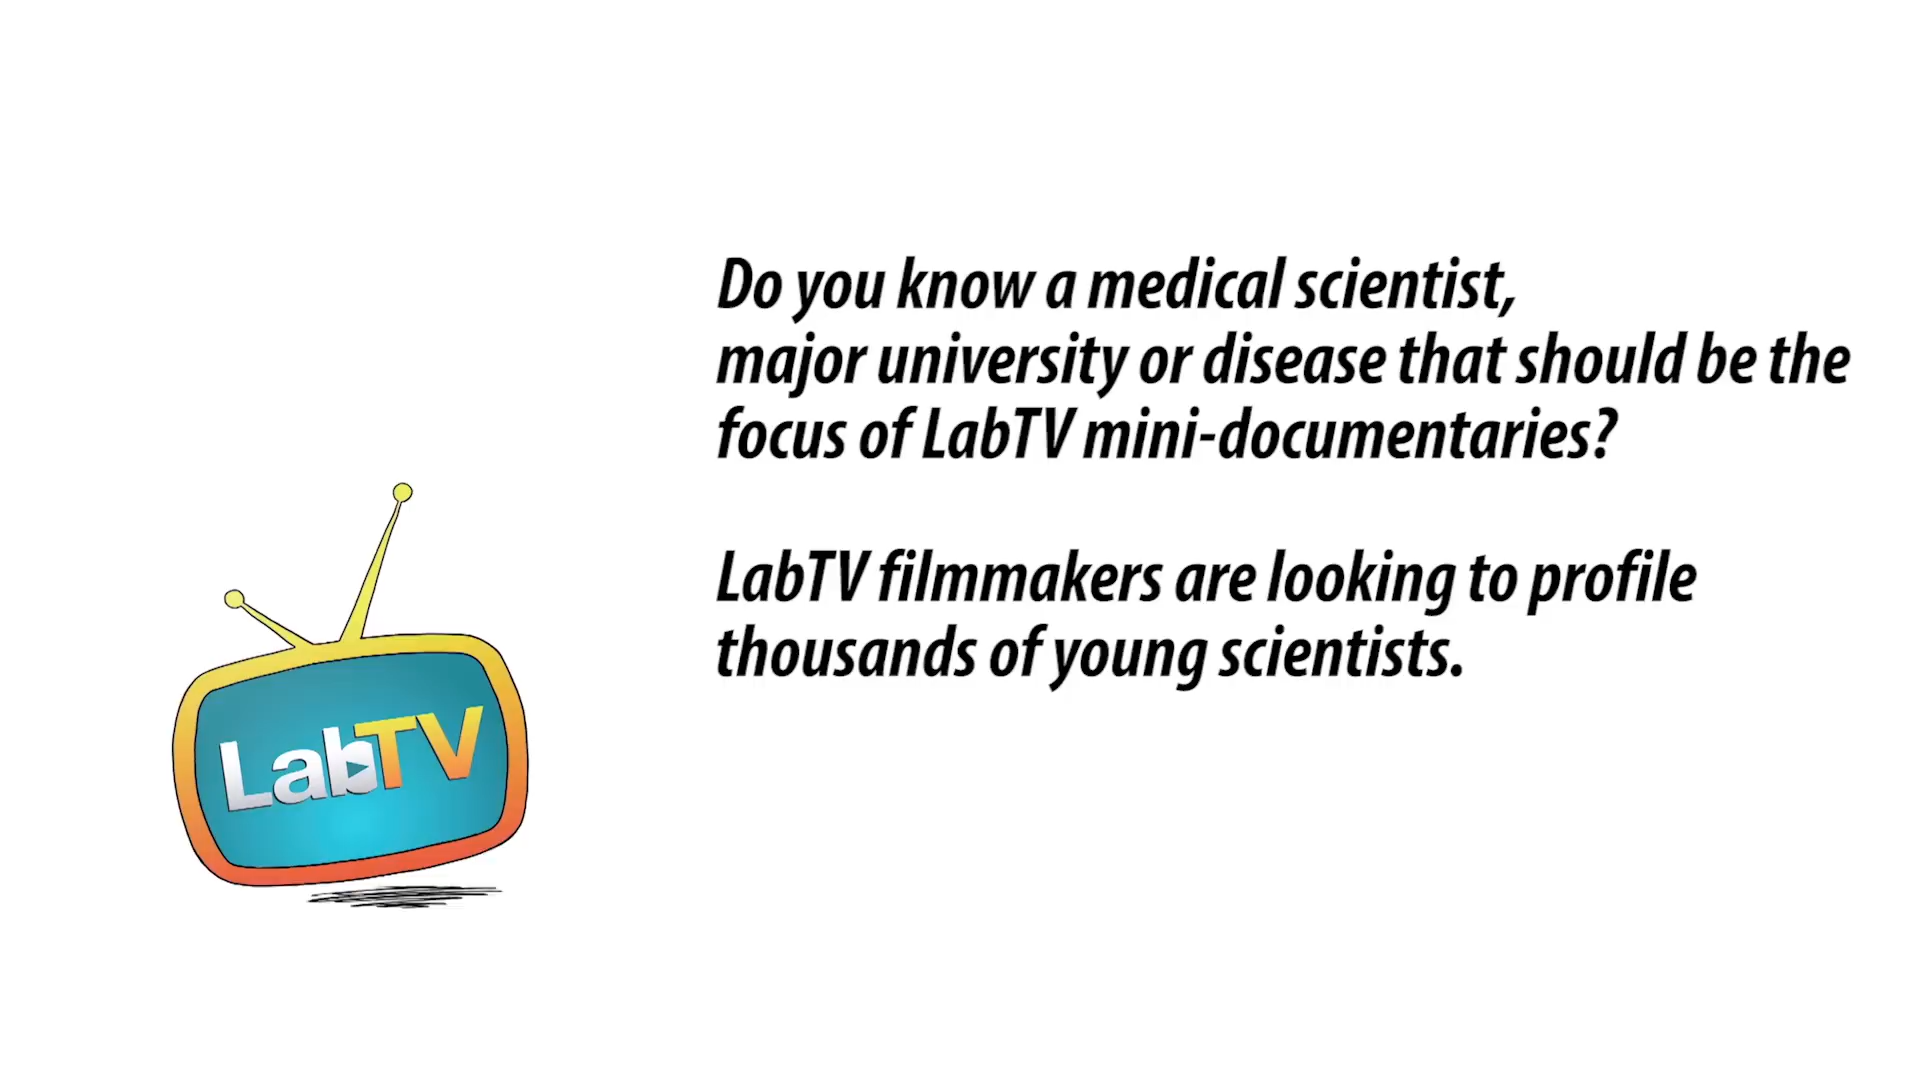 Do you know a medical scientist,
major university or disease that should be the
focus of LabTV mini-documentaries?
LabTV filmmakers are looking to profile
thousands of young scientists.
LabTV